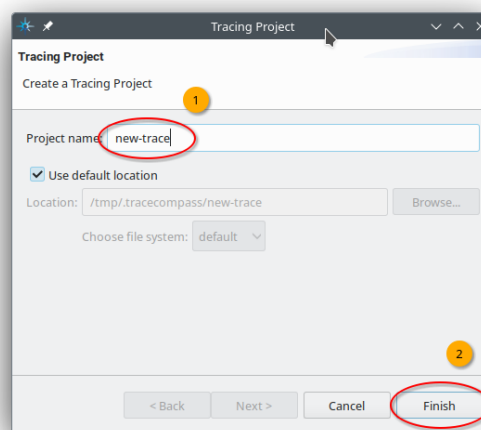 Tracing Project
Tracing Project
Create a Tracing Project
1
Project name: new-trace
Use default location
Location: /tmp/.tracecompass/new-trace Browse...
Choose file system: default
2
< Back Next > Cancel Finish